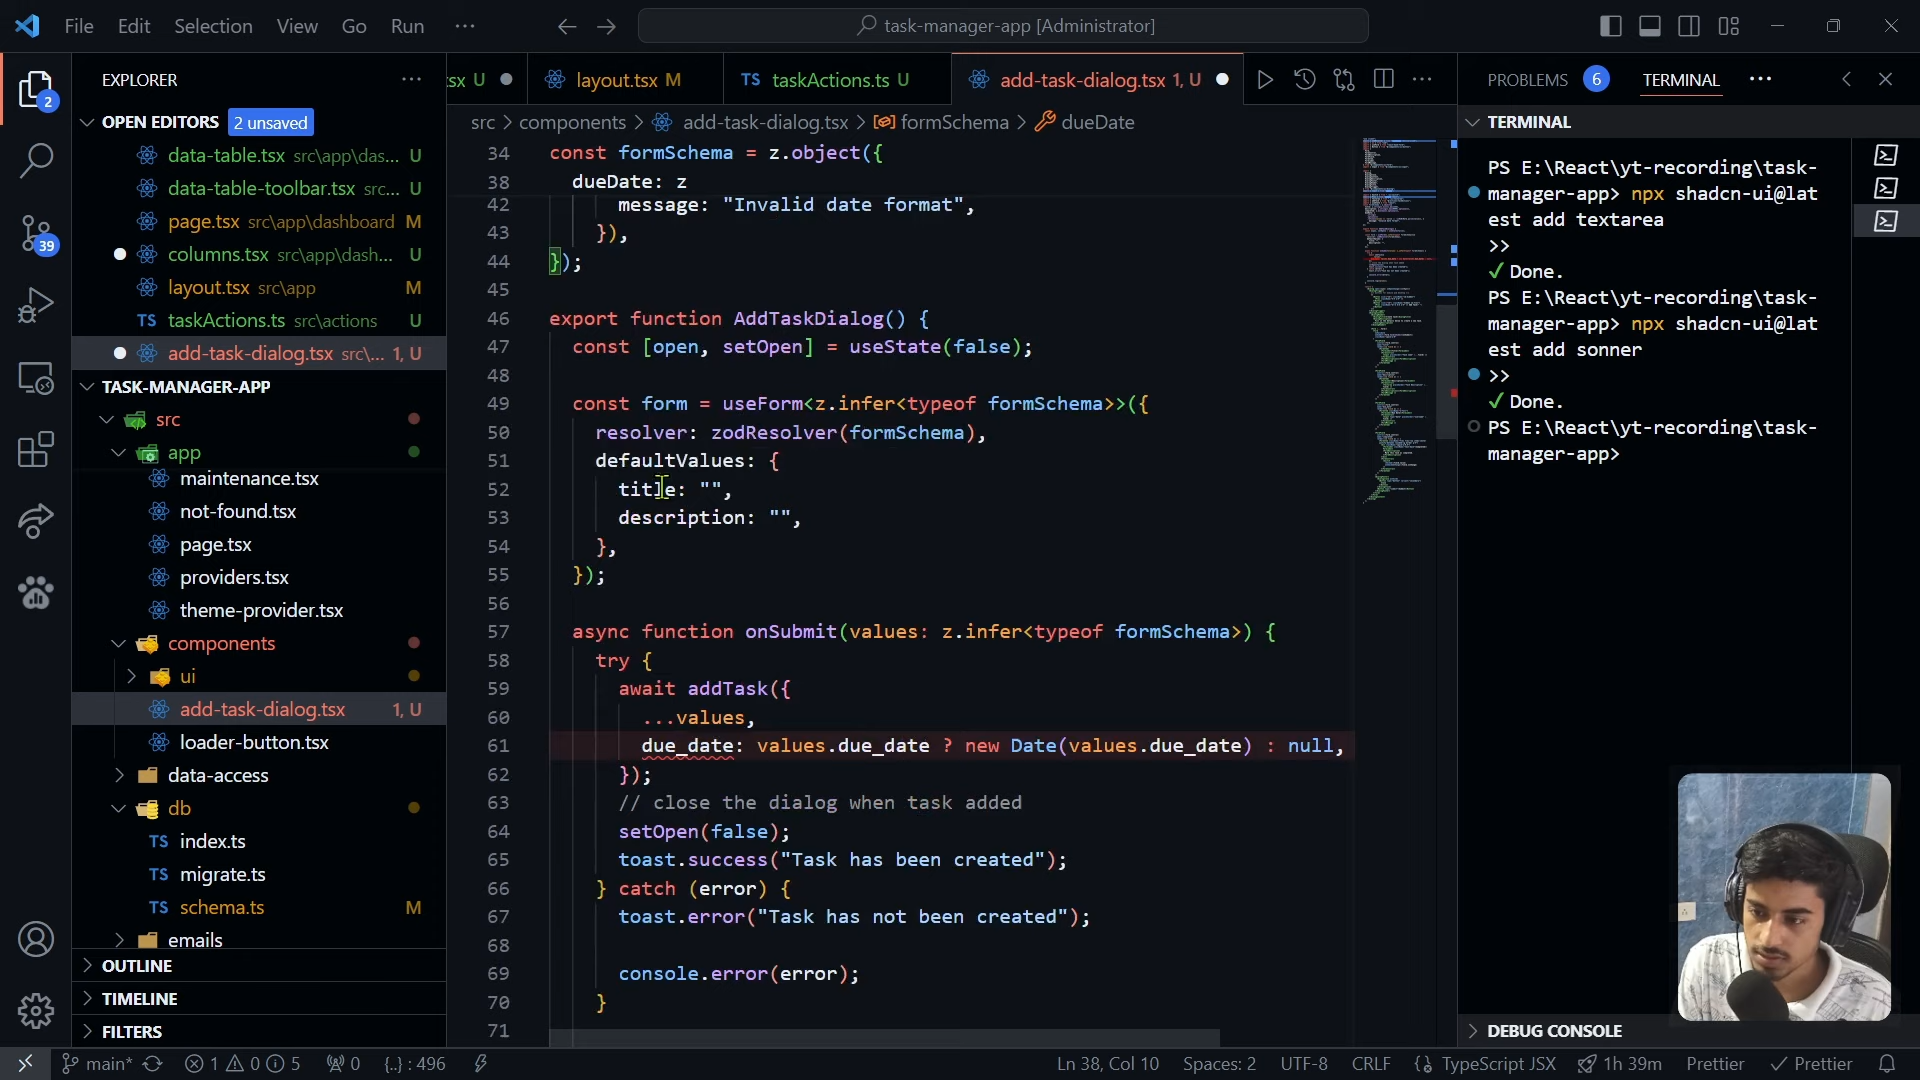 File Edit Selection View Go Run ···
task-manager-app [Administrator]
EXPLORER
OPEN EDITORS 2 unsaved
data-table.tsx src\app\das... U
data-table-toolbar.tsx src... U
page.tsx src\app\dashboard M
columns.tsx src\app\dash... U
layout.tsx src\app M
taskActions.ts src\actions U
add-task-dialog.tsx src\... 1, U
TASK-MANAGER-APP
src
app
maintenance.tsx
not-found.tsx
page.tsx
providers.tsx
theme-provider.tsx
components
ui
add-task-dialog.tsx 1, U
loader-button.tsx
data-access
db
index.ts
migrate.ts
schema.ts M
emails
OUTLINE
TIMELINE
FILTERS
2
39
sx U layout.tsx M TS taskActions.ts U add-task-dialog.tsx 1, U
src > components > add-task-dialog.tsx > formSchema > dueDate
34 const formSchema = z.object({
38 dueDate: z
42 message: "Invalid date format",
43 }),
44 });
45
46 export function AddTaskDialog() {
47 const [open, setOpen] = useState(false);
48
49 const form = useForm<z.infer<typeof formSchema>>({
50 resolver: zodResolver(formSchema),
51 defaultValues: {
52 title: "",
53 description: "",
54 },
55 });
56
57 async function onSubmit(values: z.infer<typeof formSchema>) {
58 try {
59 await addTask({
60 ...values,
61 due_date: values.due_date ? new Date(values.due_date) : null,
62 });
63 // close the dialog when task added
64 setOpen(false);
65 toast.success("Task has been created");
66 } catch (error) {
67 toast.error("Task has not been created");
68
69 console.error(error);
70 }
71
PROBLEMS 6 TERMINAL ···
TERMINAL
PS E:\React\yt-recording\task-
manager-app> npx shadcn-ui@lat
est add textarea
>>
✓ Done.
PS E:\React\yt-recording\task-
manager-app> npx shadcn-ui@lat
est add sonner
>>
✓ Done.
PS E:\React\yt-recording\task-
manager-app>
DEBUG CONSOLE
main* 1 0 5 0 {..} : 496 Ln 38, Col 10 Spaces: 2 UTF-8 CRLF TypeScript JSX 1h 39m Prettier ✓ Prettier